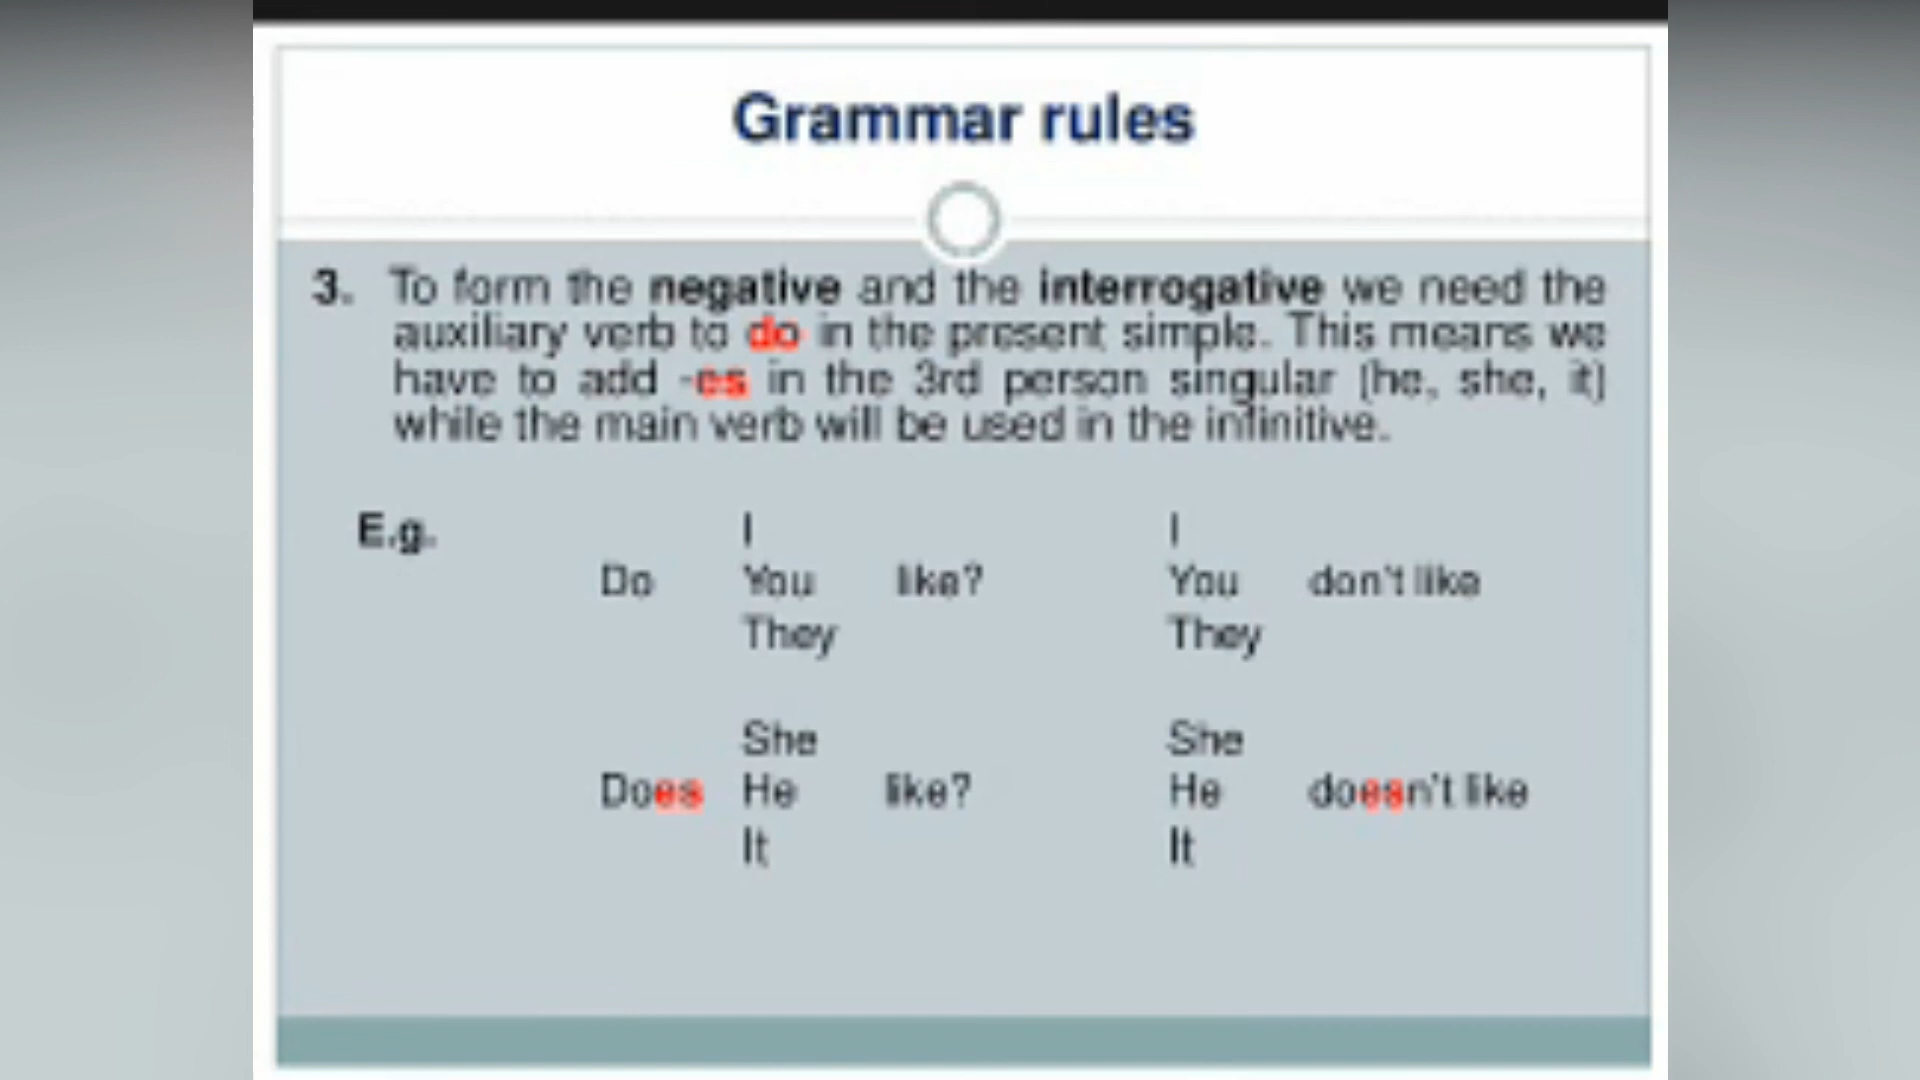 Grammar rules
3. To form the negative and the interrogative we need the
auxiliary verb to do in the present simple. This means we
have to add -es in the 3rd person singular (he, she, it)
while the main verb will be used in the infinitive.
E.g. I I
Do You like? You don't like
They They
She She
Does He like? He doesn't like
It It